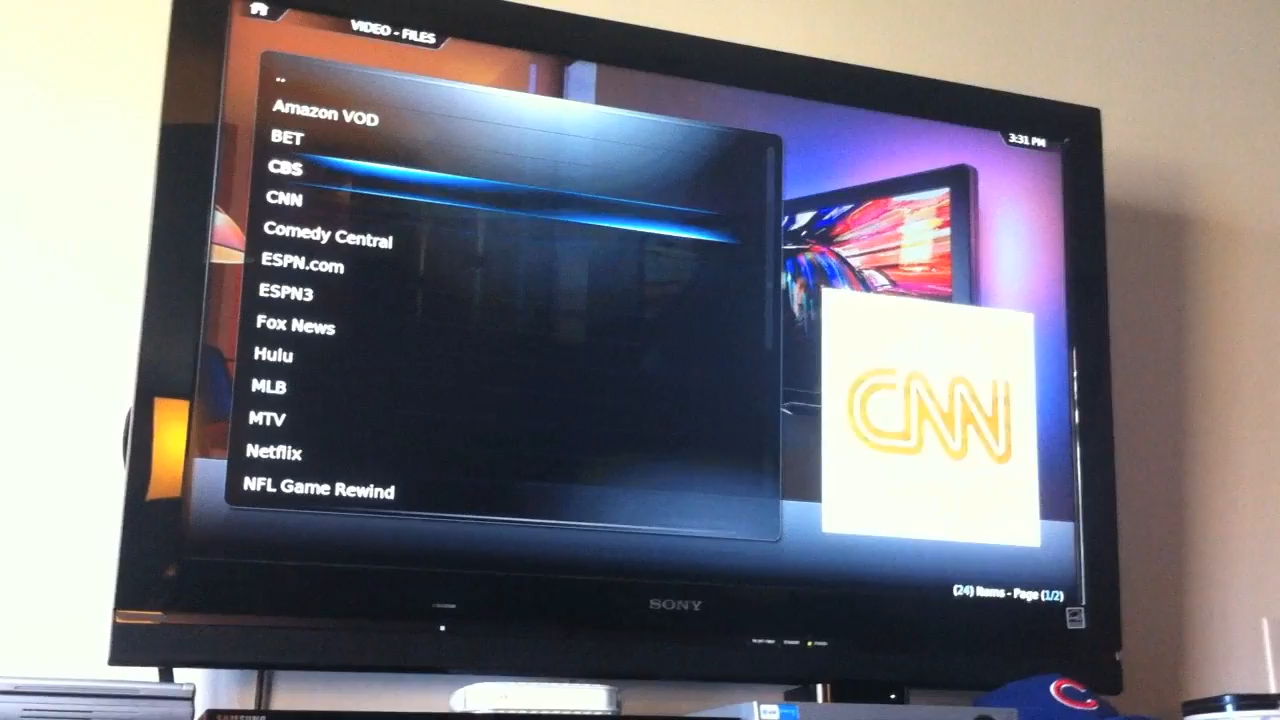 VIDEO - FILES
3:31 PM
..
Amazon VOD
BET
CBS
CNN
Comedy Central
ESPN.com
ESPN3
Fox News
Hulu
MLB
MTV
Netflix
NFL Game Rewind
CNN
(24) Items - Page (1/2)
SONY
SAMSUNG
C